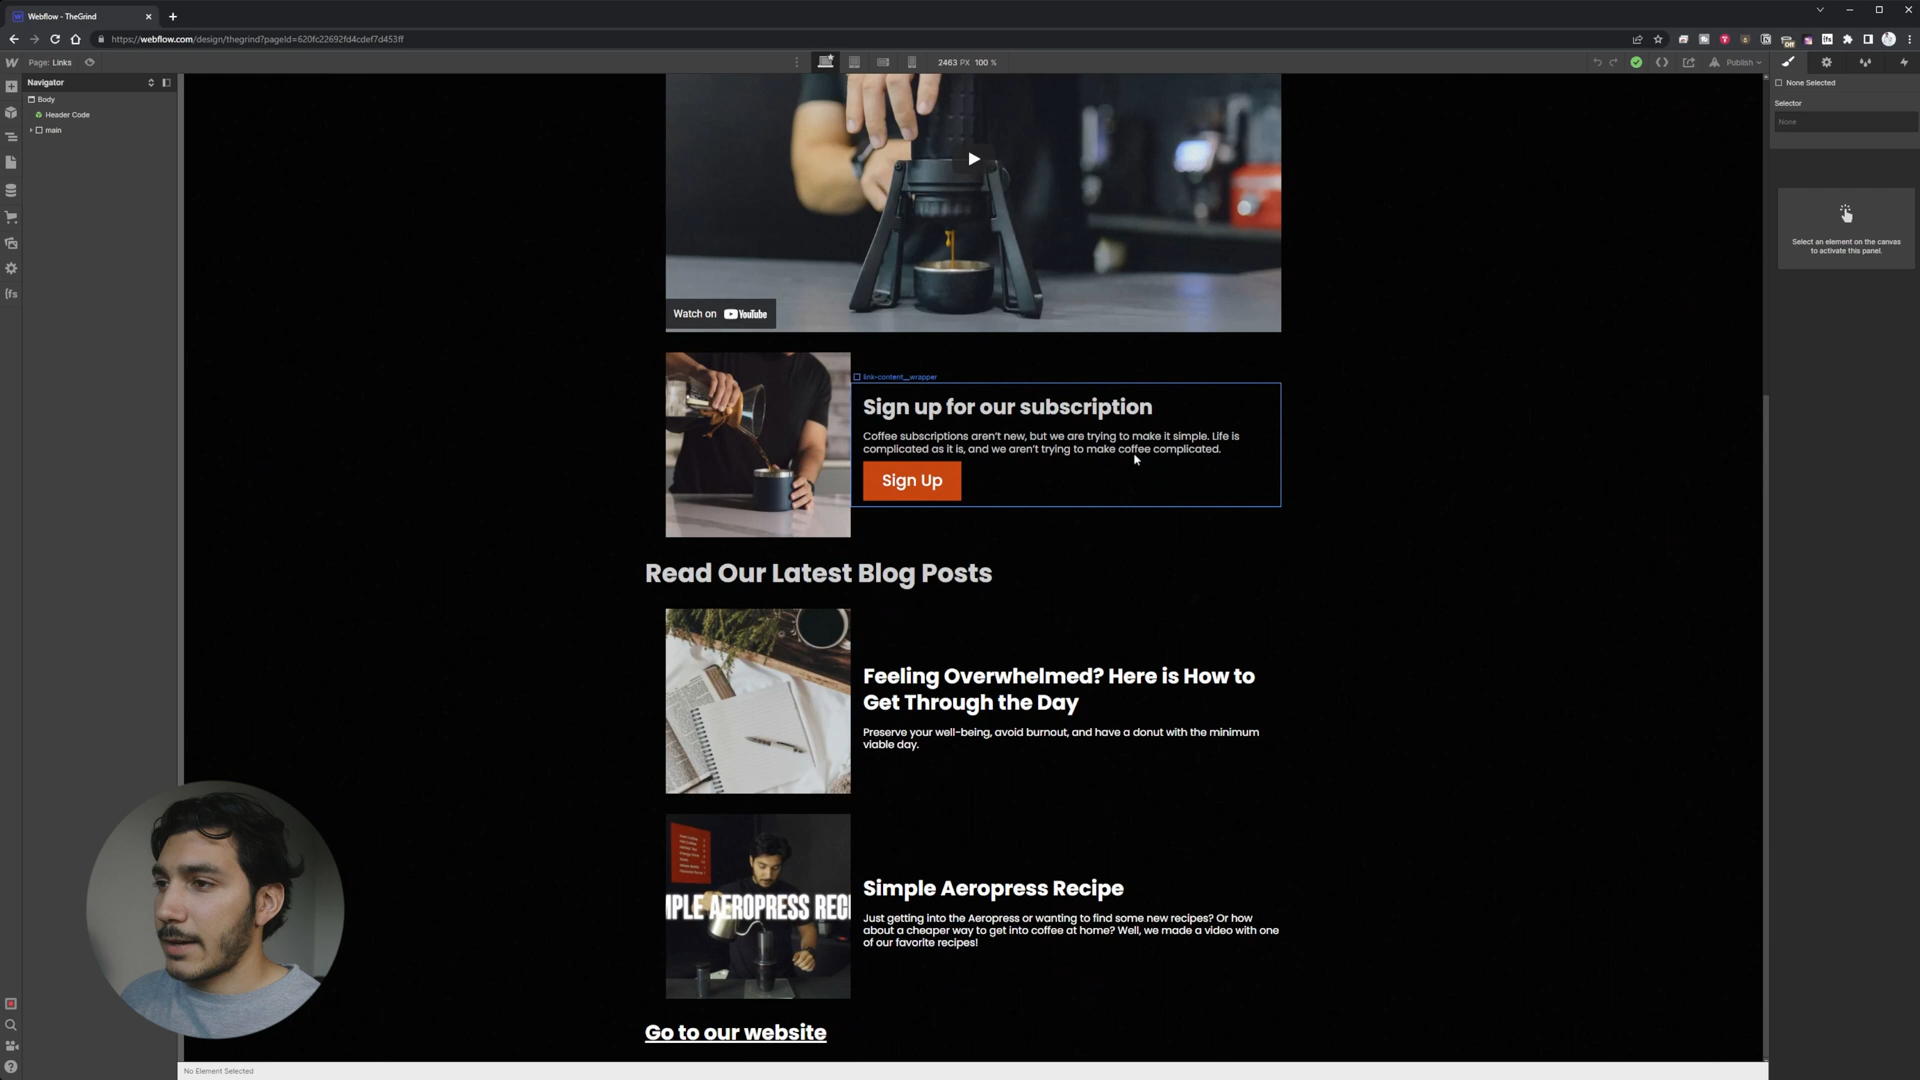 Webflow - TheGrind
https://webflow.com/design/thegrind?pageId=620fc22692fd4cdef7d453ff
Page: Links
2463 PX 100 %
Publish
Navigator
Body
Header Code
main
None Selected
Selector
None
Select an element on the canvas
to activate this panel.
Watch on YouTube
link-content__wrapper
Sign up for our subscription
Coffee subscriptions aren't new, but we are trying to make it simple. Life is
complicated as it is, and we aren't trying to make coffee complicated.
Sign Up
Read Our Latest Blog Posts
Feeling Overwhelmed? Here is How to
Get Through the Day
Preserve your well-being, avoid burnout, and have a donut with the minimum
viable day.
IPLE AEROPRESS RECI
Simple Aeropress Recipe
Just getting into the Aeropress or wanting to find some new recipes? Or how
about a cheaper way to get into coffee at home? Well, we made a video with one
of our favorite recipes!
Go to our website
No Element Selected